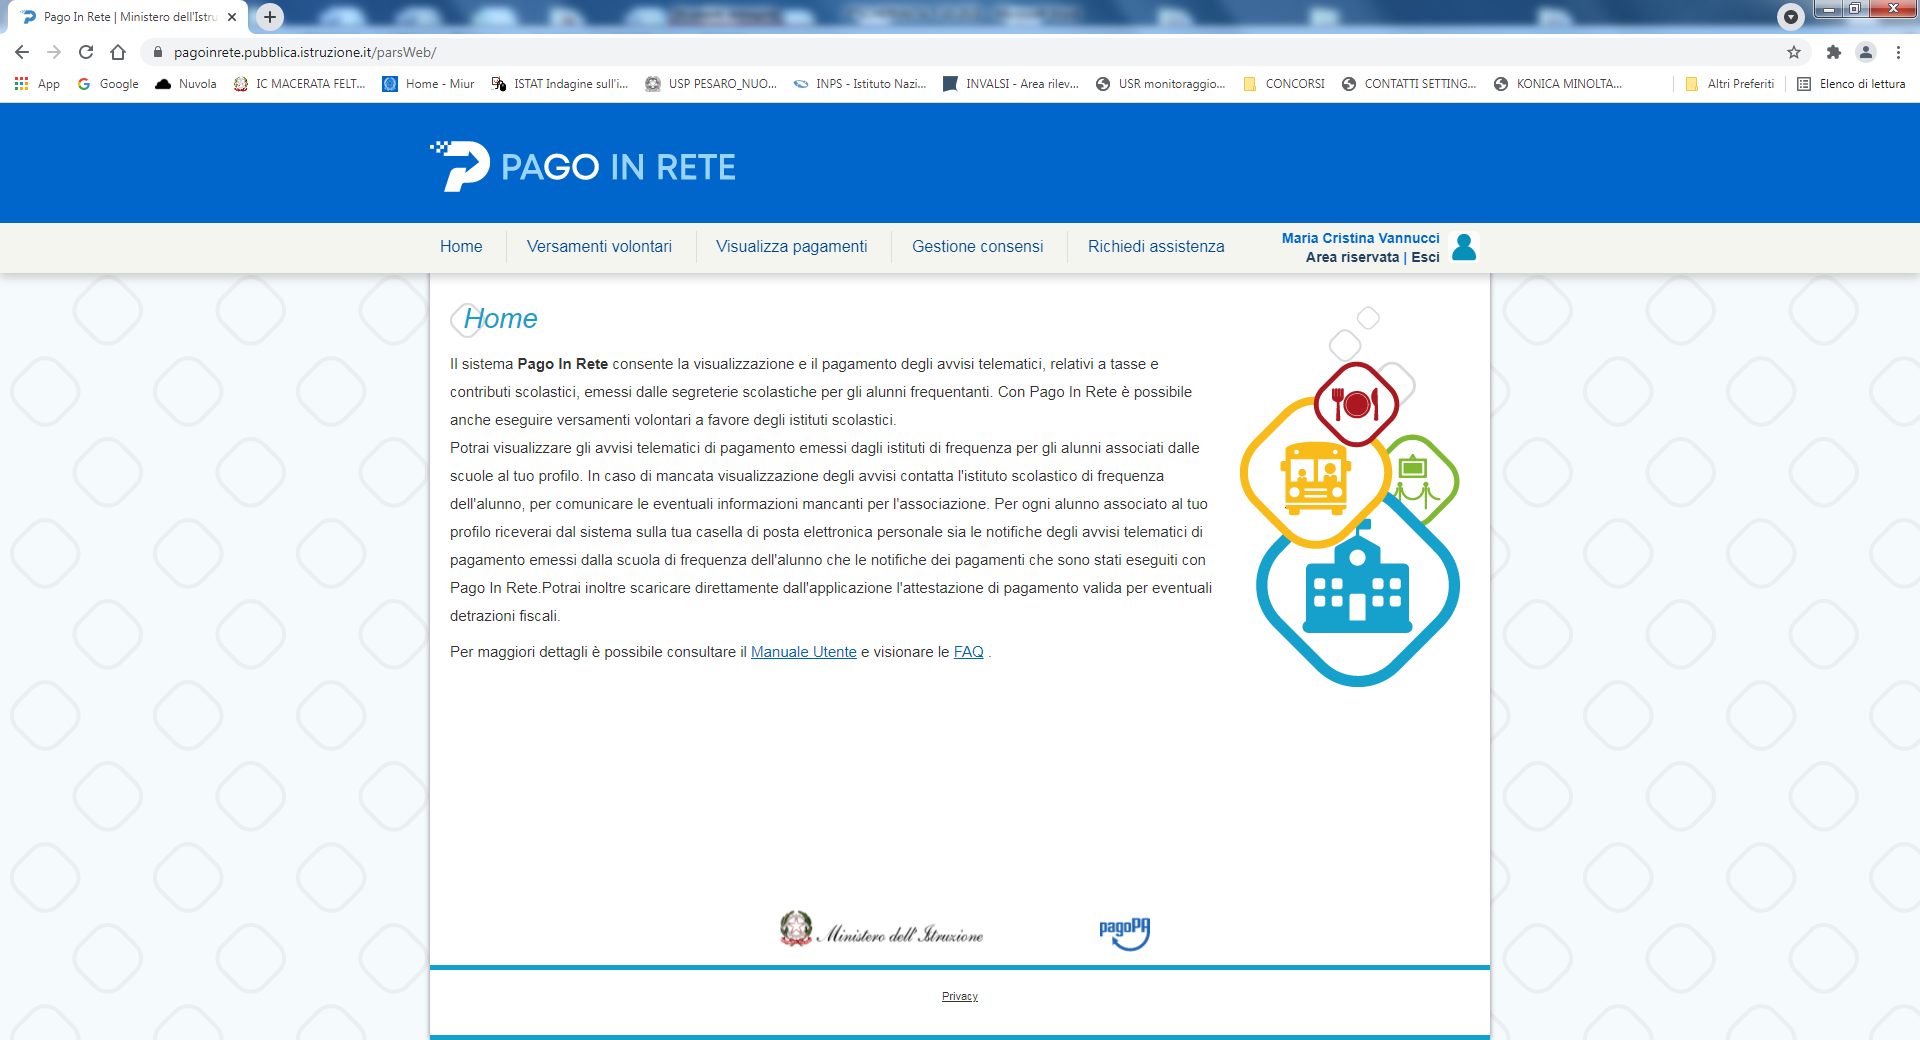 Pago In Rete | Ministero dell'Istru
pagoinrete.pubblica.istruzione.it/parsWeb/
App Google Nuvola IC MACERATA FELT... Home - Miur ISTAT Indagine sull'i... USP PESARO_NUO... INPS - Istituto Nazi... INVALSI - Area rilev... USR monitoraggio... CONCORSI CONTATTI SETTING... KONICA MINOLTA... Altri Preferiti Elenco di lettura
PAGO IN RETE
Home Versamenti volontari Visualizza pagamenti Gestione consensi Richiedi assistenza
Maria Cristina Vannucci
Area riservata | Esci
Home
Il sistema Pago In Rete consente la visualizzazione e il pagamento degli avvisi telematici, relativi a tasse e
contributi scolastici, emessi dalle segreterie scolastiche per gli alunni frequentanti. Con Pago In Rete è possibile
anche eseguire versamenti volontari a favore degli istituti scolastici.
Potrai visualizzare gli avvisi telematici di pagamento emessi dagli istituti di frequenza per gli alunni associati dalle
scuole al tuo profilo. In caso di mancata visualizzazione degli avvisi contatta l'istituto scolastico di frequenza
dell'alunno, per comunicare le eventuali informazioni mancanti per l'associazione. Per ogni alunno associato al tuo
profilo riceverai dal sistema sulla tua casella di posta elettronica personale sia le notifiche degli avvisi telematici di
pagamento emessi dalla scuola di frequenza dell'alunno che le notifiche dei pagamenti che sono stati eseguiti con
Pago In Rete.Potrai inoltre scaricare direttamente dall'applicazione l'attestazione di pagamento valida per eventuali
detrazioni fiscali.
Per maggiori dettagli è possibile consultare il Manuale Utente e visionare le FAQ .
Ministero dell'Istruzione
pagoPA
Privacy